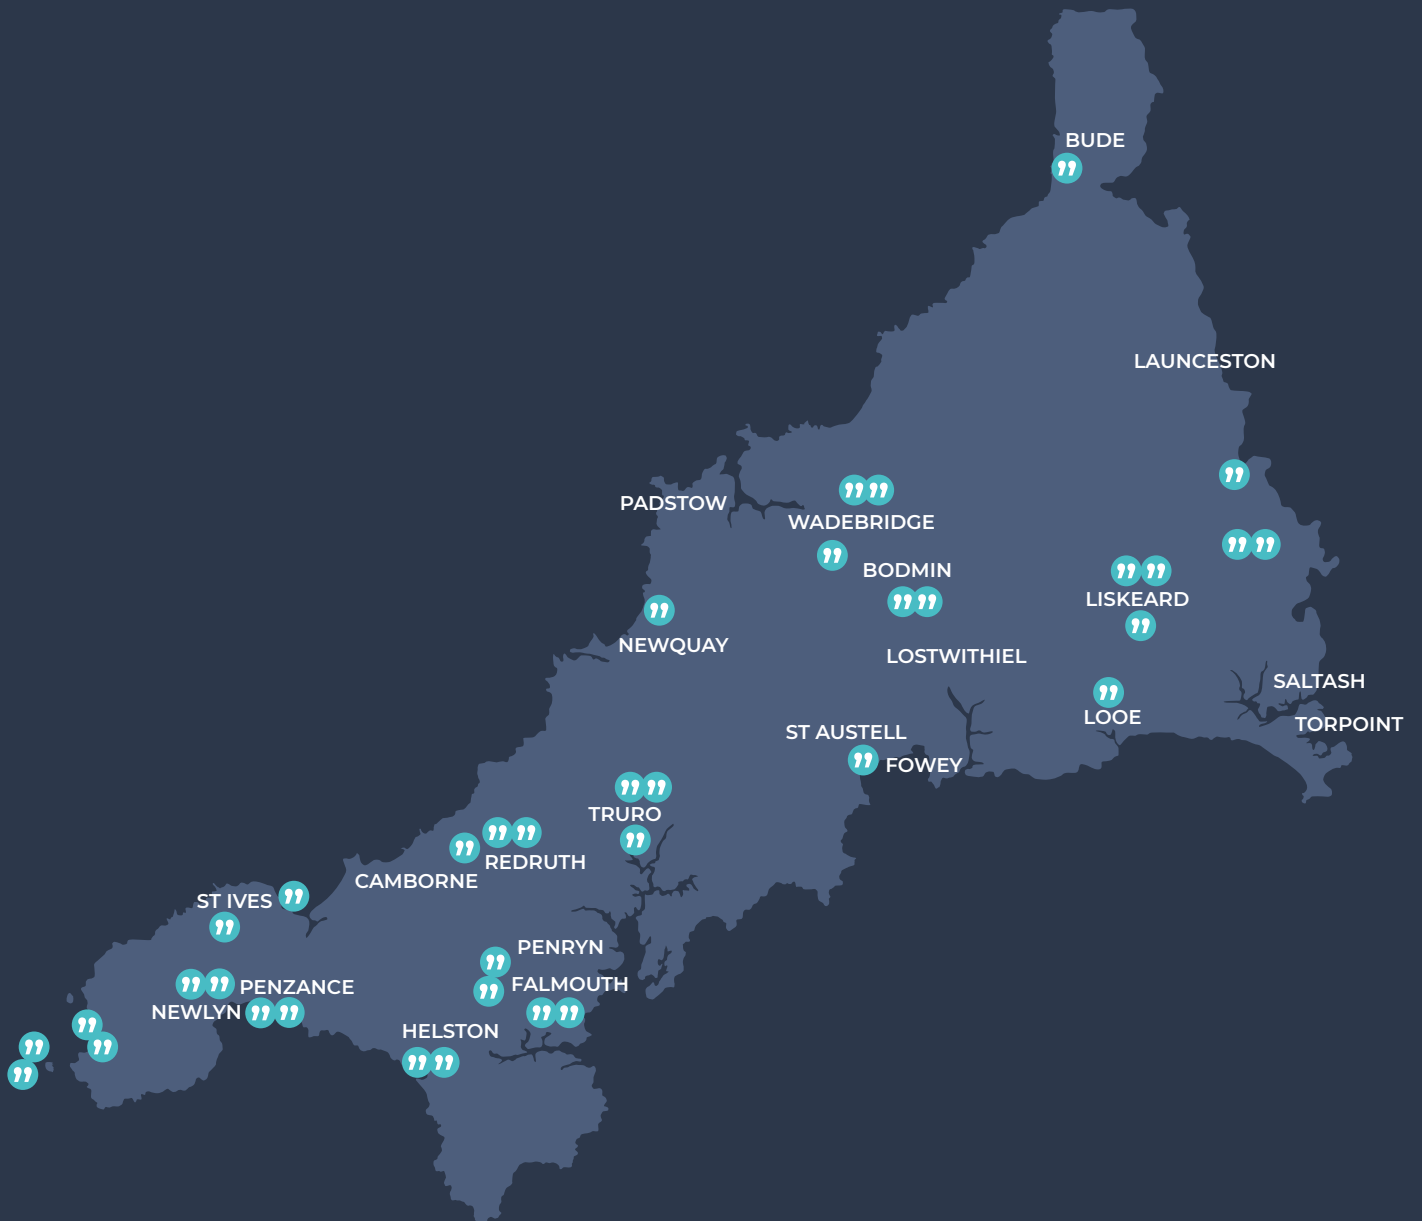 BUDE
LAUNCESTON
PADSTOW
WADEBRIDGE
BODMIN
LISKEARD
NEWQUAY
LOSTWITHIEL
SALTASH
LOOE
TORPOINT
ST AUSTELL
FOWEY
TRURO
REDRUTH
CAMBORNE
ST IVES
PENRYN
FALMOUTH
PENZANCE
NEWLYN
HELSTON